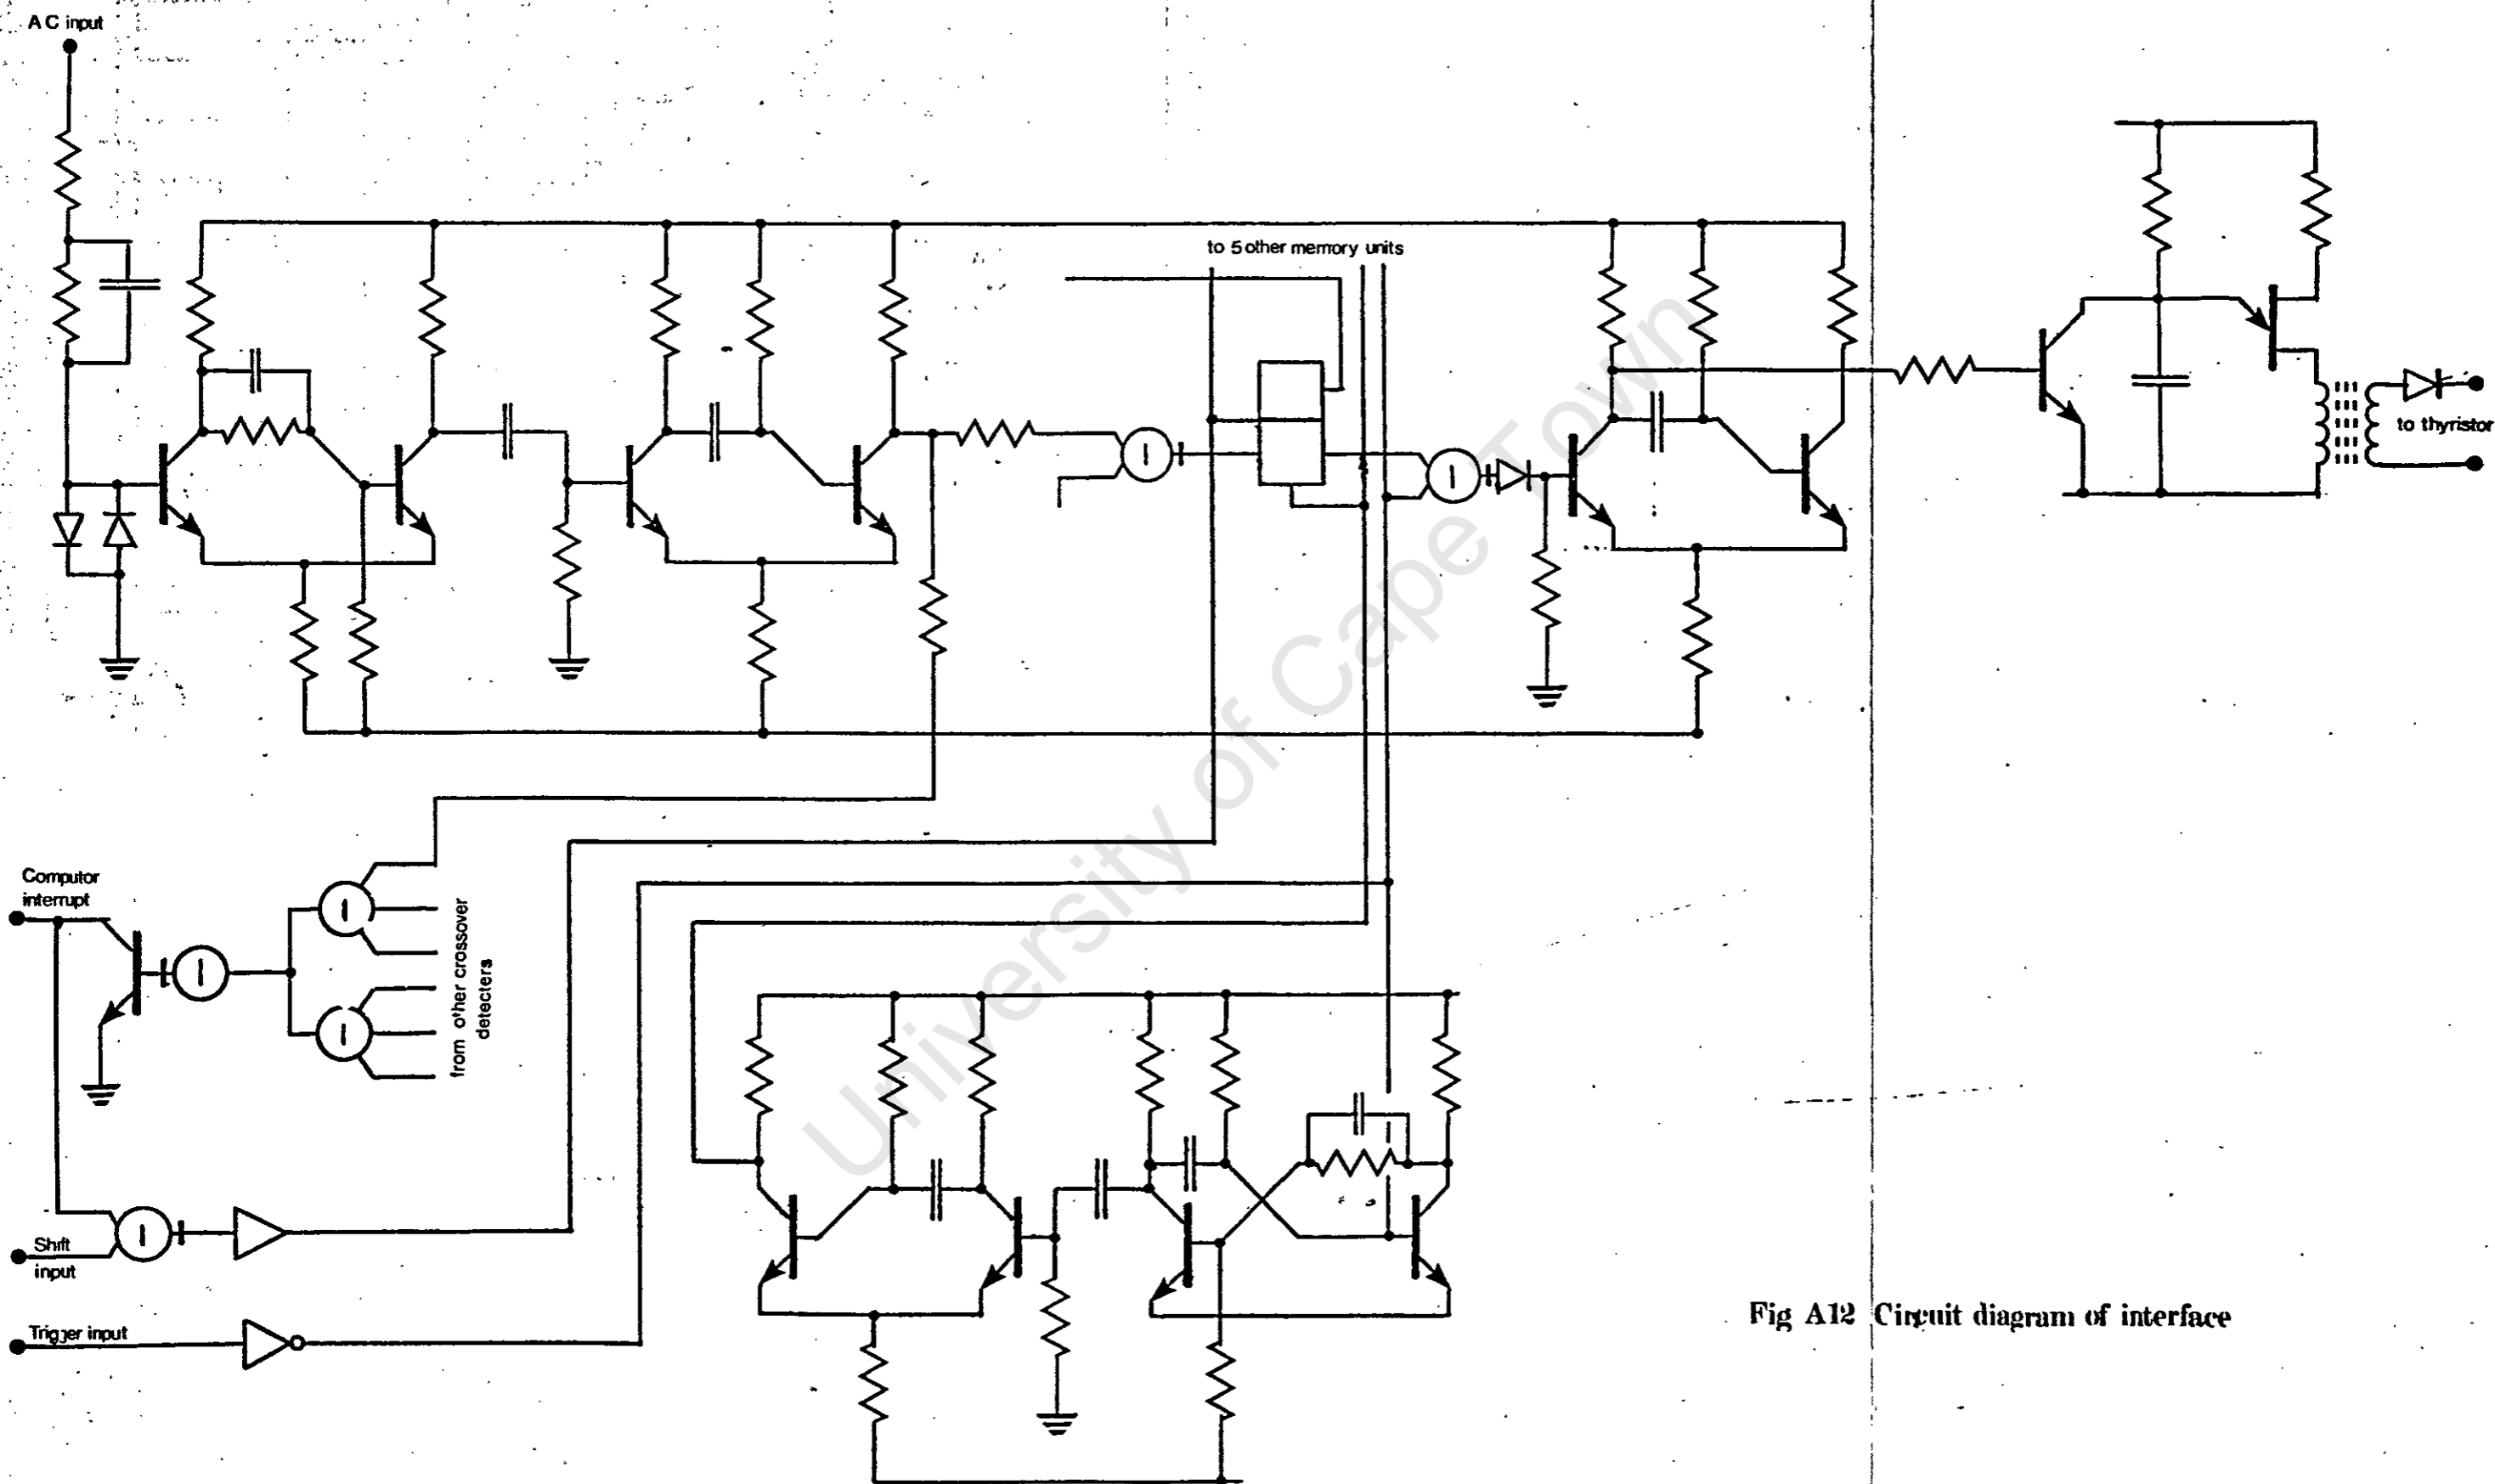 A C input
to 5 other memory units
to thyristor
Computor
interrupt
from other crossover
detecters
Shift
input
Trigger input
Fig A12 Circuit diagram of interface
University of Cape Town